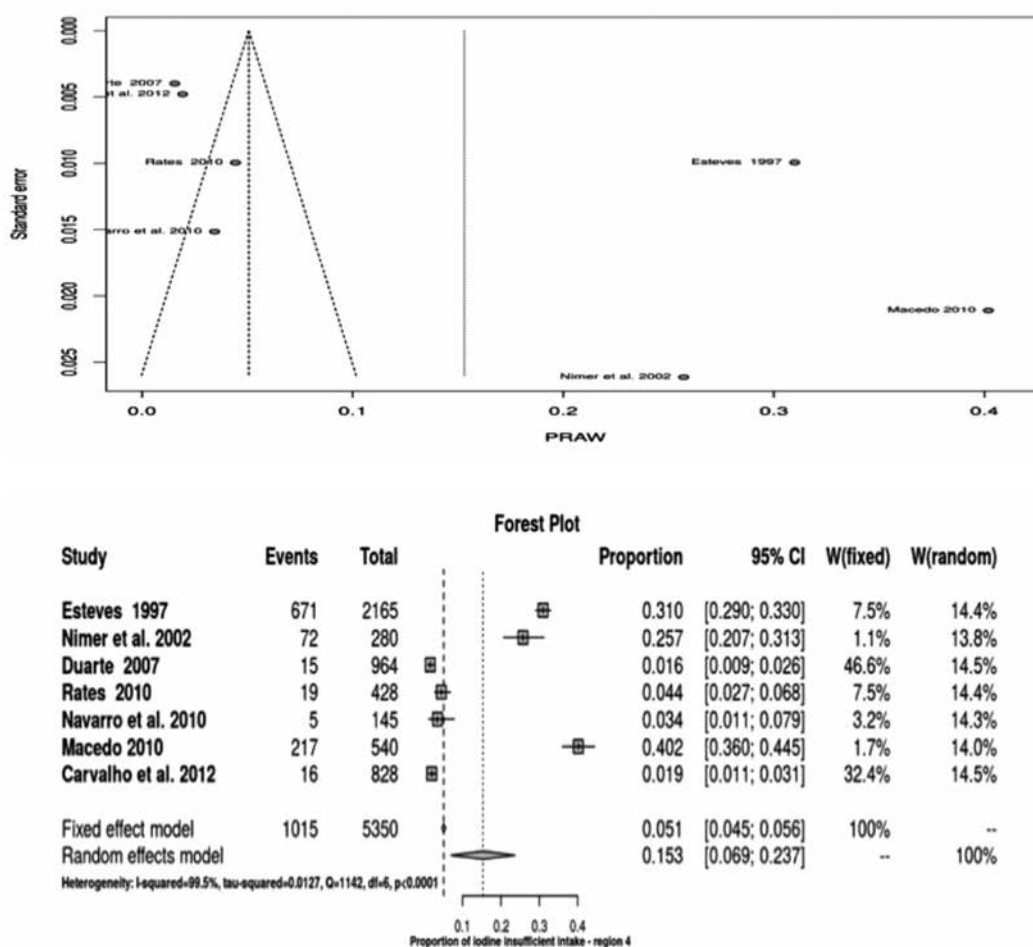 0.000
0.005
0.010
0.015
0.020
0.025
Standard error
rte 2007
et al. 2012
Rates 2010
arro et al. 2010
Esteves 1997
Macedo 2010
Nimer et al. 2002
0.0 0.1 0.2 0.3 0.4
PRAW
Forest Plot
Study Events Total Proportion 95% CI W(fixed) W(random)
Esteves 1997 671 2165 0.310 [0.290; 0.330] 7.5% 14.4%
Nimer et al. 2002 72 280 0.257 [0.207; 0.313] 1.1% 13.8%
Duarte 2007 15 964 0.016 [0.009; 0.026] 46.6% 14.5%
Rates 2010 19 428 0.044 [0.027; 0.068] 7.5% 14.4%
Navarro et al. 2010 5 145 0.034 [0.011; 0.079] 3.2% 14.3%
Macedo 2010 217 540 0.402 [0.360; 0.445] 1.7% 14.0%
Carvalho et al. 2012 16 828 0.019 [0.011; 0.031] 32.4% 14.5%
Fixed effect model 1015 5350 0.051 [0.045; 0.056] 100% --
Random effects model 0.153 [0.069; 0.237] -- 100%
Heterogeneity: I-squared=99.5%, tau-squared=0.0127, Q=1142, df=6, p<0.0001
0.1 0.2 0.3 0.4
Proportion of iodine insufficient intake - region 4